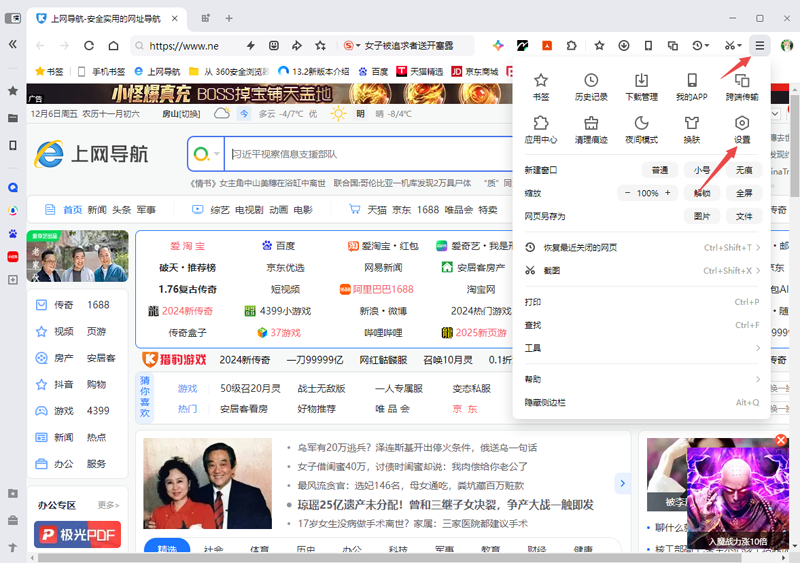 上网导航-安全实用的网址导航
https://www.ne
女子被追求者送开塞露
书签 手机书签 上网导航 从 360安全浏览 13.2新版本介绍 百度 天猫精选 京东商城
广告 小怪爆真充 BOSS掉宝铺天盖地
12月6日周五 农历十一月初六 房山[切换] 今 多云 -4/7℃ 优 明 晴 -8/4℃
上网导航
习近平视察信息支援部队
《情书》女主角中山美穗在浴缸中离世 联合国:哥伦比亚一机库发现2万具尸体 “质”
首页 新闻 头条 军事 综艺 电视剧 动画 电影 天猫 京东 1688 唯品会 特卖
爱 淘 宝 百度 爱淘宝·红包 爱奇艺·我是
破天·推荐榜 京东优选 网易新闻 安居客房产
1.76复古传奇 短视频 阿里巴巴1688 淘宝网
2024新传奇 4399小游戏 新浪·微博 2024热门游戏
传奇盒子 37游戏 哔哩哔哩 2025新页游
传奇 1688
视频 页游
房产 安居客
抖音 购物
游戏 4399
新闻 热点
办公 服务
猎豹游戏 2024新传奇 一刀99999亿 网红骷髅服 召唤10月灵 0.1折
猜你喜欢
游戏 50级召20月灵 战士无敌版 一人专属服 变态私服
热门 安居客看房 好物推荐 唯 品 会 京 东
乌军有20万逃兵？泽连斯基开出停火条件，俄送乌一句话
女子借闺蜜40万，讨债时闺蜜却说：我肉偿给你老公了
最风流贪官：选妃146名，母女通吃，粪坑藏百万赃款
琼瑶25亿遗产未分配！曾和三继子女决裂，争产大战一触即发
17岁女生没病做手术离世？家属：三家医院都建议手术
办公专区 更多>
极光PDF
精选 社会 体育 历史 办公 科技 军事 教育 财经 健康
书签 历史记录 下载管理 我的APP 跨端传输
应用中心 清理痕迹 夜间模式 换肤 设置
新建窗口 普通 小号 无痕
缩放 − 100% + 解锁 全屏
网页另存为 图片 文件
恢复最近关闭的网页 Ctrl+Shift+T
截图 Ctrl+Shift+X
打印 Ctrl+P
查找 Ctrl+F
工具
帮助
隐藏侧边栏 Alt+Q
被李
聊什么
核工部
入魔战力涨10倍